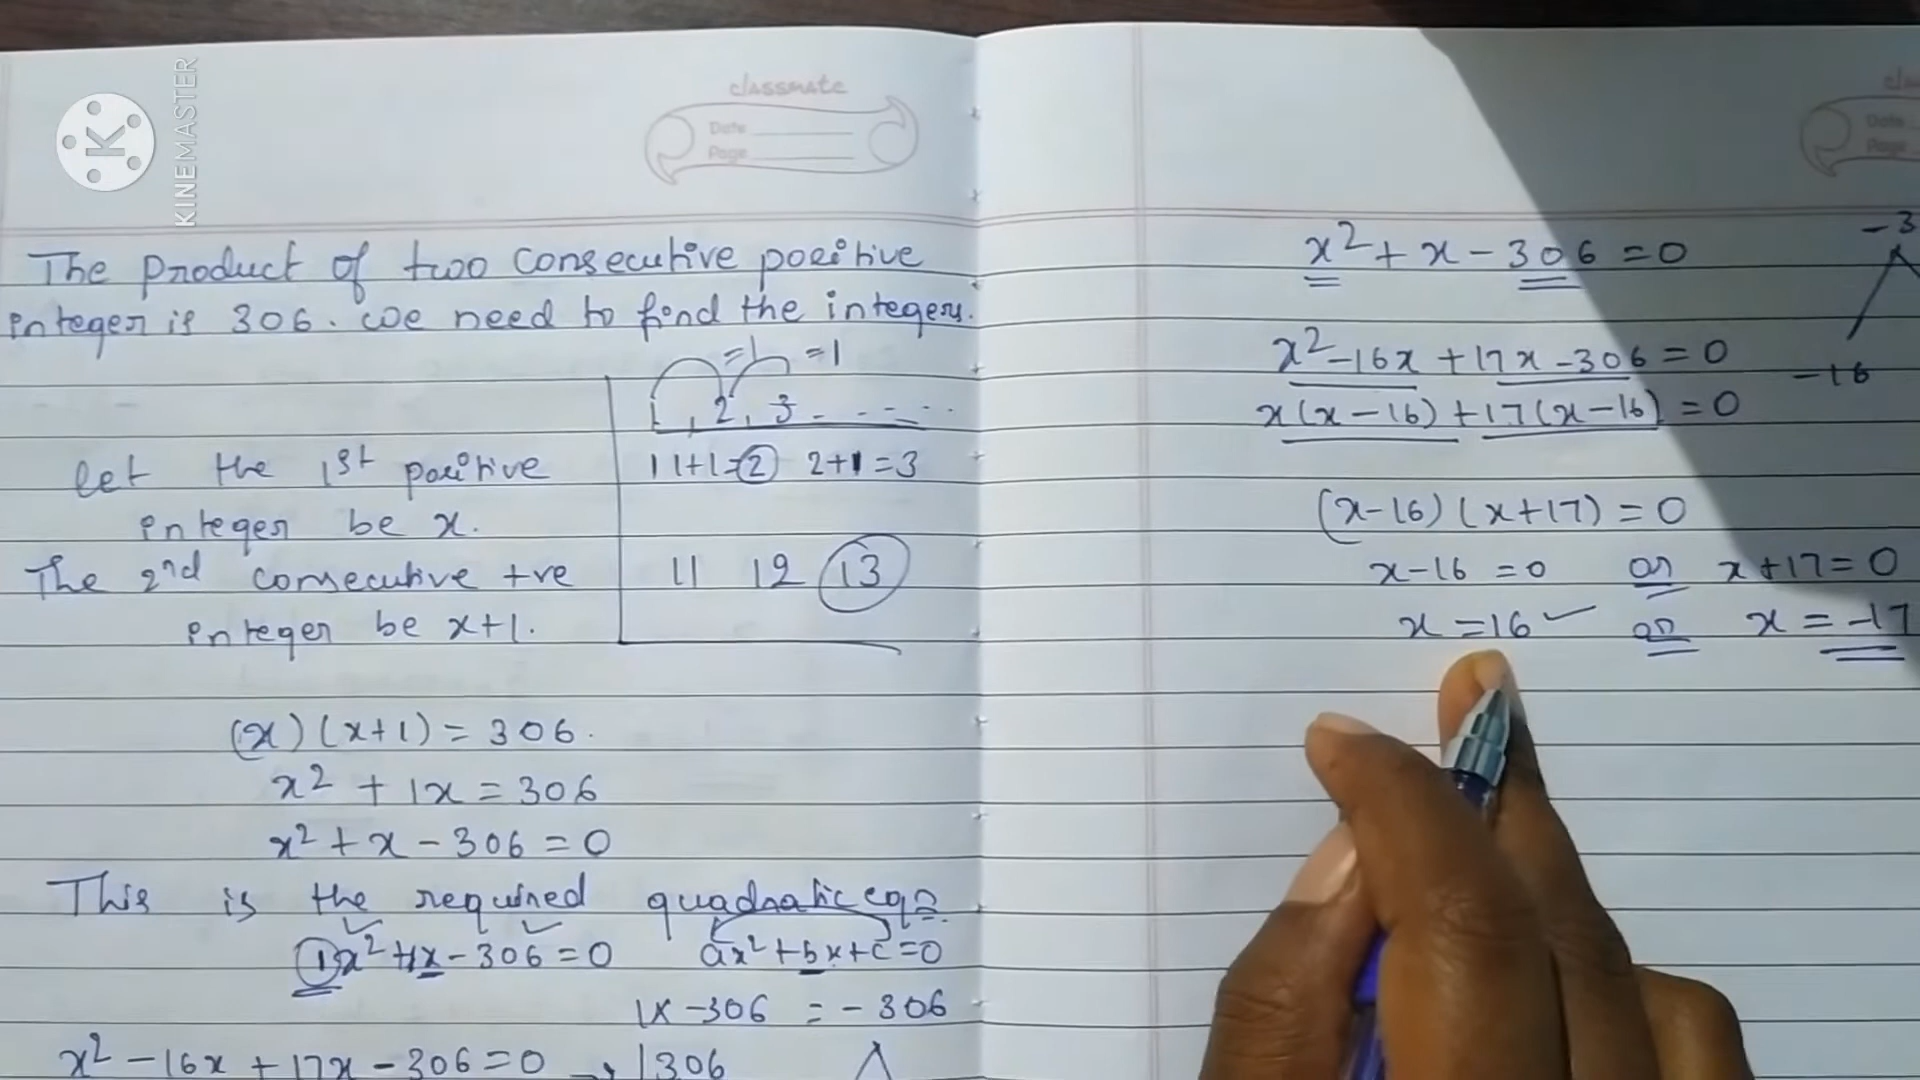 KINEMASTER
classmate
Date
Page
The product of two consecutive positive
integer is 306. we need to find the integers.
=1 =1
1, 2, 3 - - - - - -
let the 1st positive
integer be x.
1 1+1=2 2+1=3
The 2nd consecutive +ve
integer be x+1.
11 12 13
(x)(x+1) = 306.
x² + 1x = 306
x² + x - 306 = 0
This is the required quadratic eqn.
1x² + 1x - 306 = 0 ax² + bx + c = 0
1x -306 = - 306
x² - 16x + 17x - 306 = 0 → 1306
Date
Page
x² + x - 306 = 0
-3
x² - 16x + 17x - 306 = 0
-16
x(x-16) + 17(x-16) = 0
(x-16)(x+17) = 0
x-16 = 0 or x+17 = 0
x = 16 or x = -17